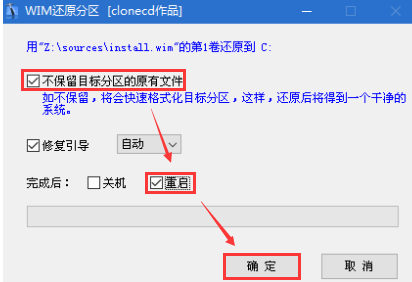 WIM还原分区 [clonecd作品]
用"Z:\sources\install.wim"的第1卷还原到 C:
不保留目标分区的原有文件
如不保留，将会快速格式化目标分区，这样，还原后将得到一个干净的
系统。
修复引导 自动
完成后： 关机 重启
确 定 取 消